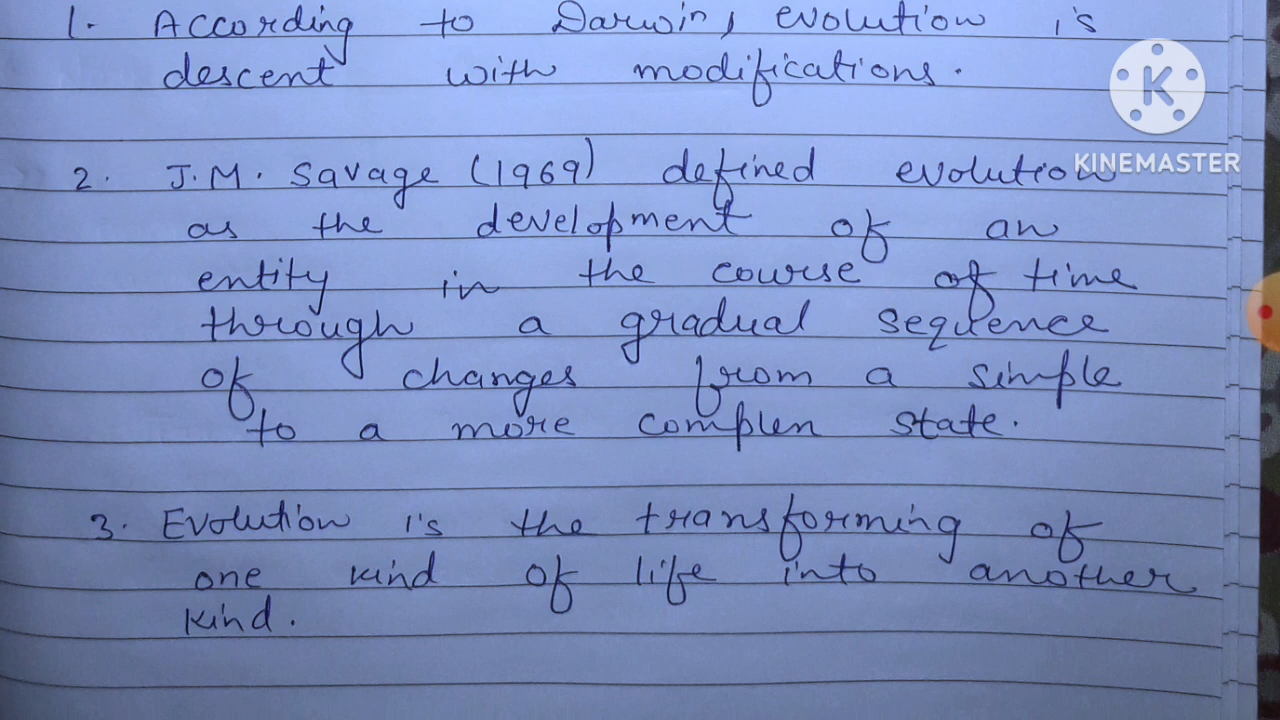 1. According to Darwin, evolution is
descent with modifications.
KINEMASTER
2. J.M. Savage (1969) defined evolution
as the development of an
entity in the course of time
through a gradual sequence
of changes from a simple
to a more complex state.
3. Evolution is the transforming of
one kind of life into another
kind.